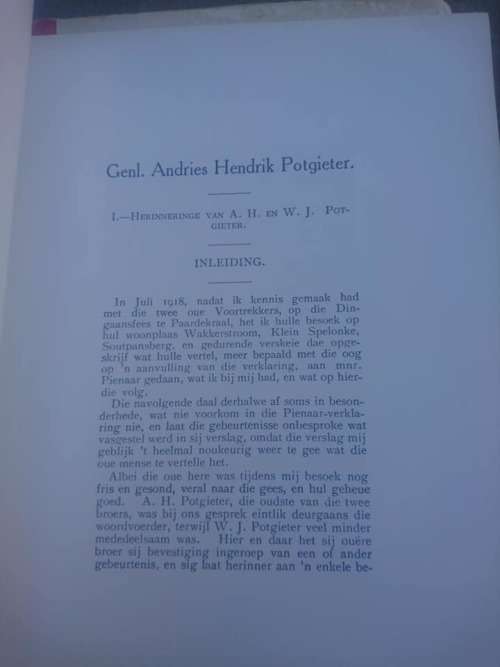 Genl. Andries Hendrik Potgieter.
I.—HERINNERINGE VAN A. H. EN W. J. POT-
GIETER.
INLEIDING.
In Juli 1918, nadat ik kennis gemaak had
met die twee oue Voortrekkers, op die Din-
gaansfees te Paardekraal, het ik hulle besoek op
hul woonplaas Wakkerstroom, Klein Spelonke,
Soutpansberg, en gedurende verskeie dae opge-
skrijf wat hulle vertel, meer bepaald met die oog
op 'n aanvulling van die verklaring, aan mnr.
Pienaar gedaan, wat ik bij mij had, en wat op hier-
die volg.
Die navolgende daal derhalwe af soms in beson-
derhede, wat nie voorkom in die Pienaar-verkla-
ring nie, en laat die gebeurtenisse onbesproke wat
vasgestel werd in sij verslag, omdat die verslag mij
geblijk 't heelmal noukeurig weer te gee wat die
oue mense te vertelle het.
Albei die oue here was tijdens mij besoek nog
fris en gesond, veral naar die gees, en hul geheue
goed. A. H. Potgieter, die oudste van die twee
broers, was bij ons gesprek eintlik deurgaans die
woordvoerder, terwijl W. J. Potgieter veel minder
mededeelsaam was. Hier en daar het sij ouêre
broer sij bevestiging ingeroep van een of ander
gebeurtenis, en sig laat herinner aan 'n enkele be-